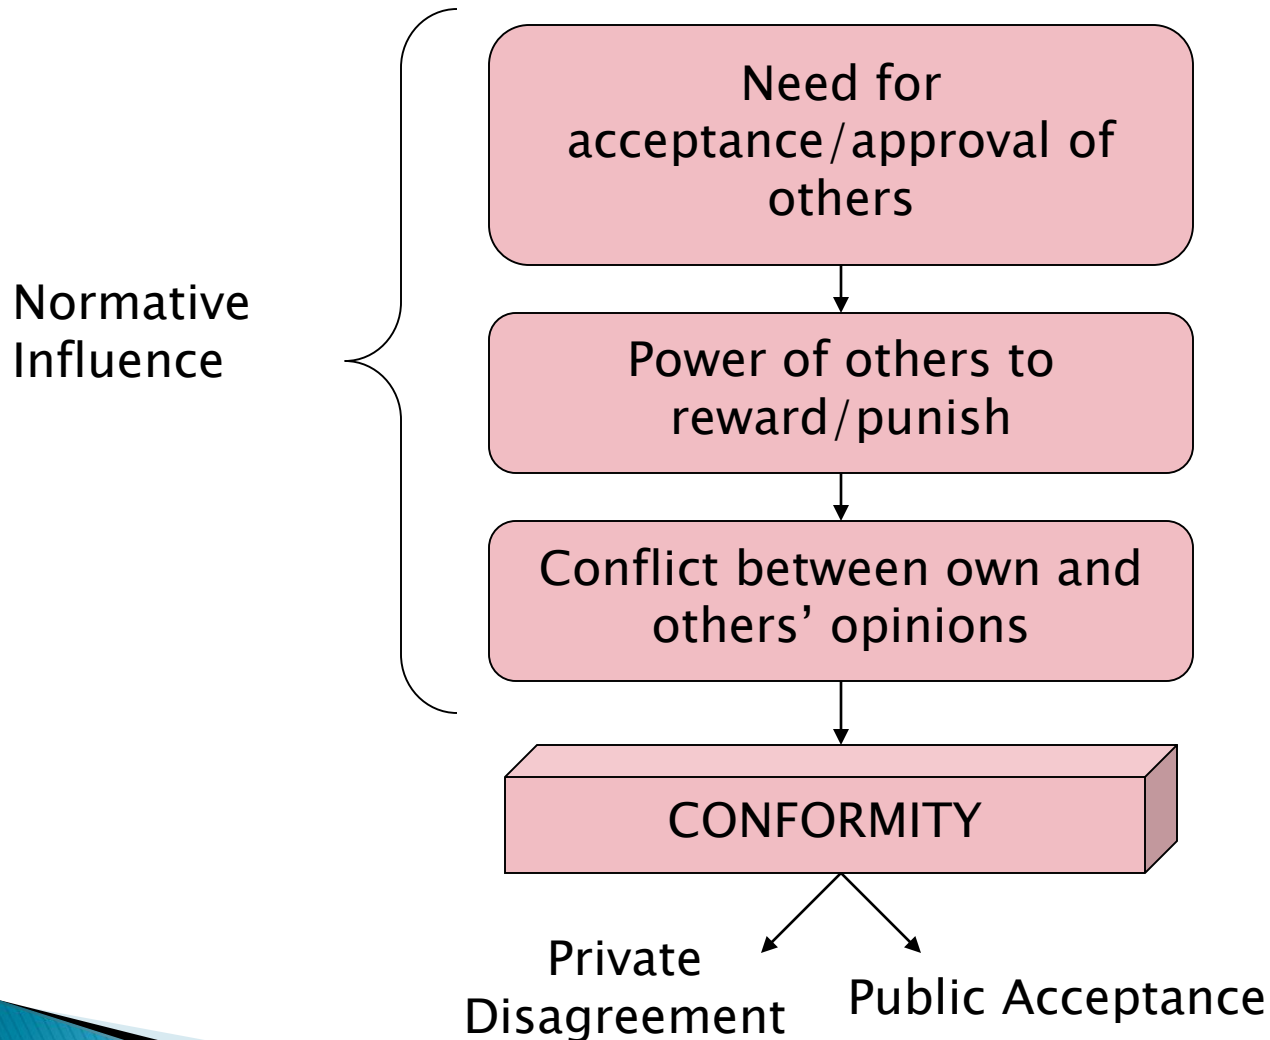 Need for
acceptance/approval of
others
Normative
Influence
Power of others to
reward/punish
Conflict between own and
others’ opinions
CONFORMITY
Private
Disagreement
Public Acceptance